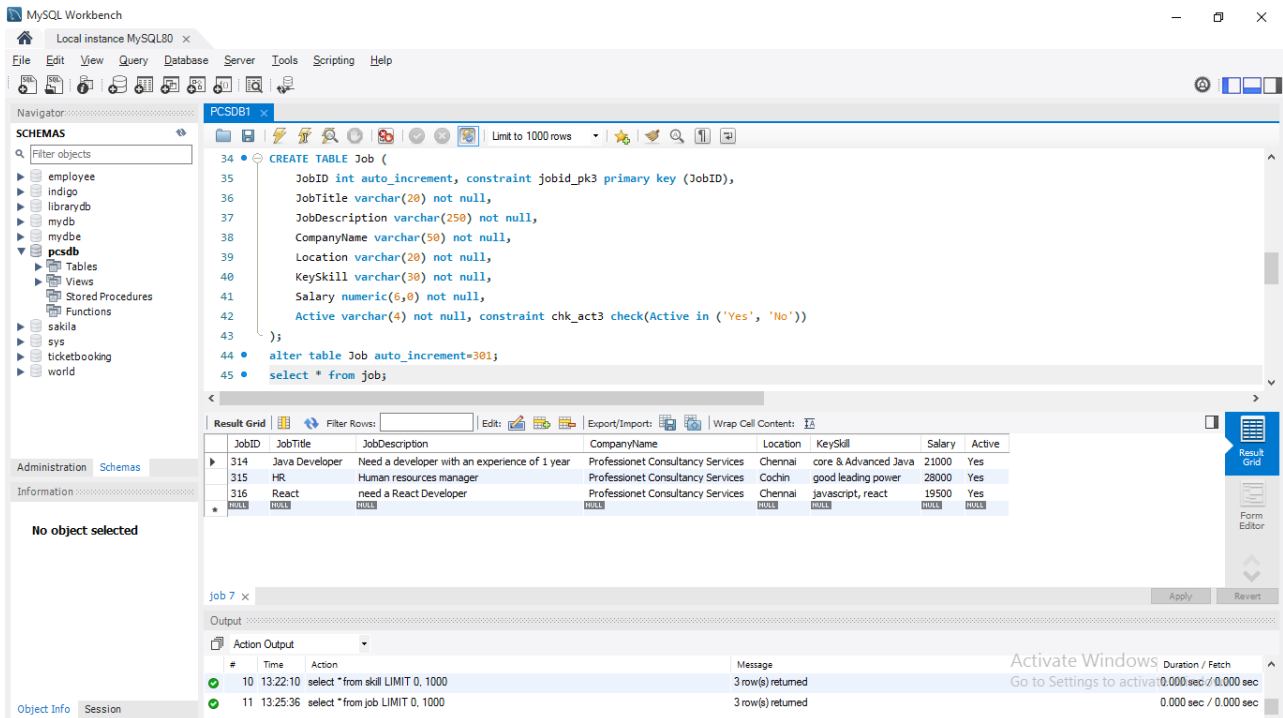 MySQL Workbench
Local instance MySQL80
File Edit View Query Database Server Tools Scripting Help
Navigator
SCHEMAS
Filter objects
employee
indigo
librarydb
mydb
mydbe
pcsdb
Tables
Views
Stored Procedures
Functions
sakila
sys
ticketbooking
world
Administration Schemas
Information
No object selected
Object Info Session
PCSDB1
Limit to 1000 rows
34 CREATE TABLE Job (
35 JobID int auto_increment, constraint jobid_pk3 primary key (JobID),
36 JobTitle varchar(20) not null,
37 JobDescription varchar(250) not null,
38 CompanyName varchar(50) not null,
39 Location varchar(20) not null,
40 KeySkill varchar(30) not null,
41 Salary numeric(6,0) not null,
42 Active varchar(4) not null, constraint chk_act3 check(Active in ('Yes', 'No'))
43 );
44 alter table Job auto_increment=301;
45 select * from job;
Result Grid Filter Rows: Edit: Export/Import: Wrap Cell Content:
JobID JobTitle JobDescription CompanyName Location KeySkill Salary Active
314 Java Developer Need a developer with an experience of 1 year Professionet Consultancy Services Chennai core & Advanced Java 21000 Yes
315 HR Human resources manager Professionet Consultancy Services Cochin good leading power 28000 Yes
316 React need a React Developer Professionet Consultancy Services Chennai javascript, react 19500 Yes
NULL NULL NULL NULL NULL NULL NULL NULL
Result Grid
Form Editor
job 7
Apply Revert
Output
Action Output
# Time Action Message Duration / Fetch
10 13:22:10 select * from skill LIMIT 0, 1000 3 row(s) returned 0.000 sec / 0.000 sec
11 13:25:36 select * from job LIMIT 0, 1000 3 row(s) returned 0.000 sec / 0.000 sec
Activate Windows
Go to Settings to activate